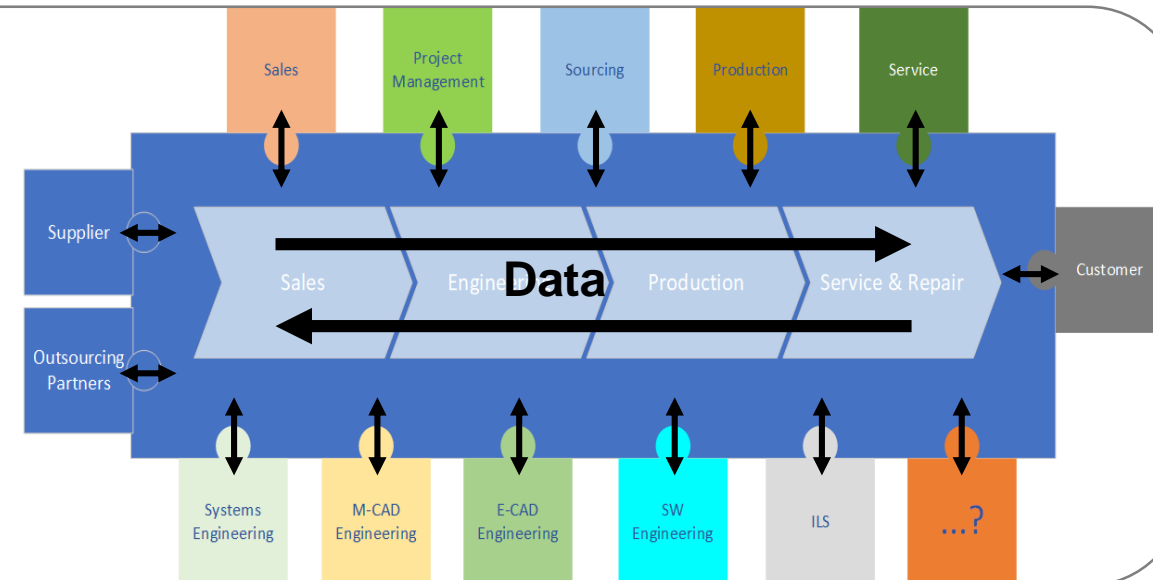 Sales
Project
Management
Sourcing
Production
Service
Supplier
Sales
Engineering
Production
Service & Repair
Data
Customer
Outsourcing
Partners
Systems
Engineering
M-CAD
Engineering
E-CAD
Engineering
SW
Engineering
ILS
...?